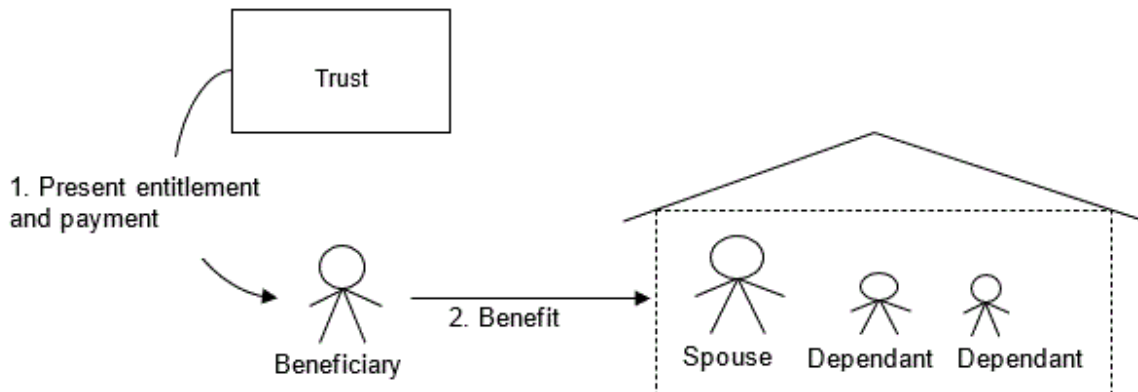 Trust
1. Present entitlement
and payment
2. Benefit
Beneficiary
Spouse
Dependant
Dependant